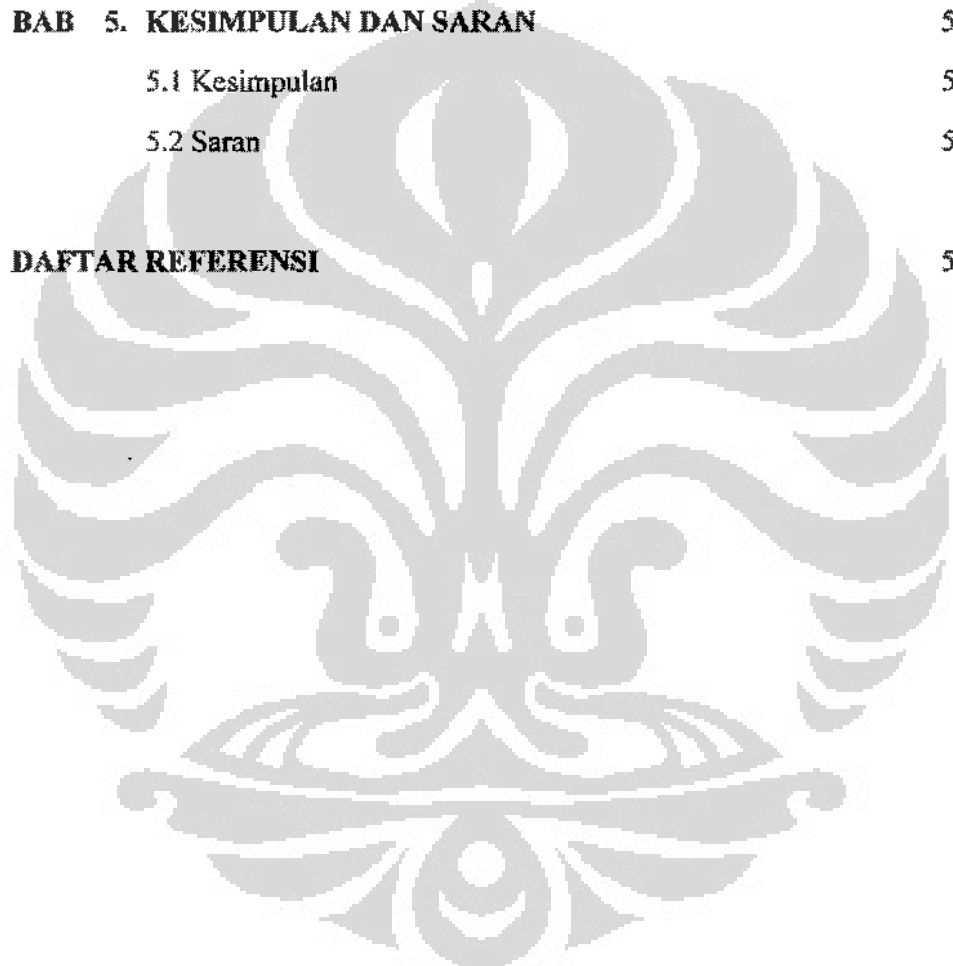 BAB 5. KESIMPULAN DAN SARAN 5
5.1 Kesimpulan 5
5.2 Saran 5
DAFTAR REFERENSI 5